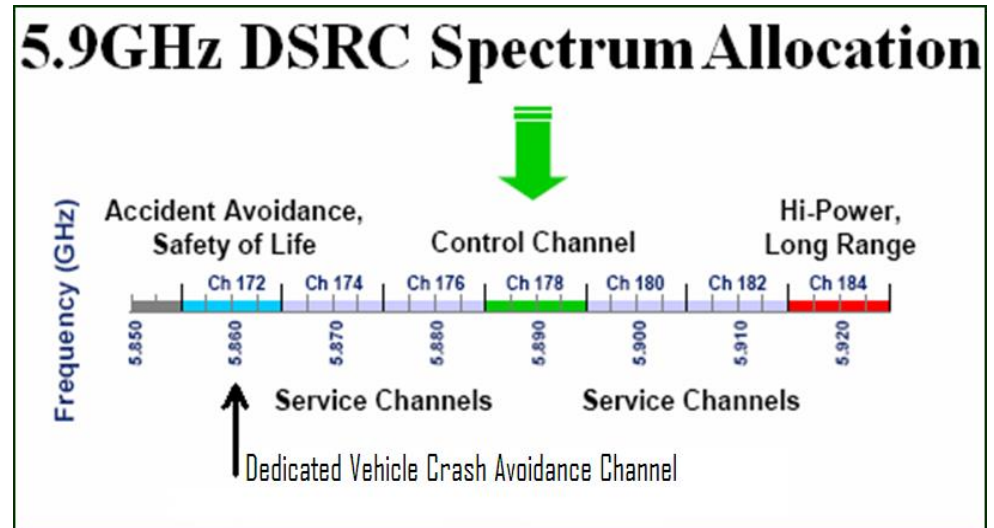 5.9GHz DSRC Spectrum Allocation
Accident Avoidance,
Safety of Life
Control Channel
Hi-Power,
Long Range
Frequency (GHz)
Ch 172 Ch 174 Ch 176 Ch 178 Ch 180 Ch 182 Ch 184
5.850 5.860 5.870 5.880 5.890 5.900 5.910 5.920
Service Channels Service Channels
Dedicated Vehicle Crash Avoidance Channel